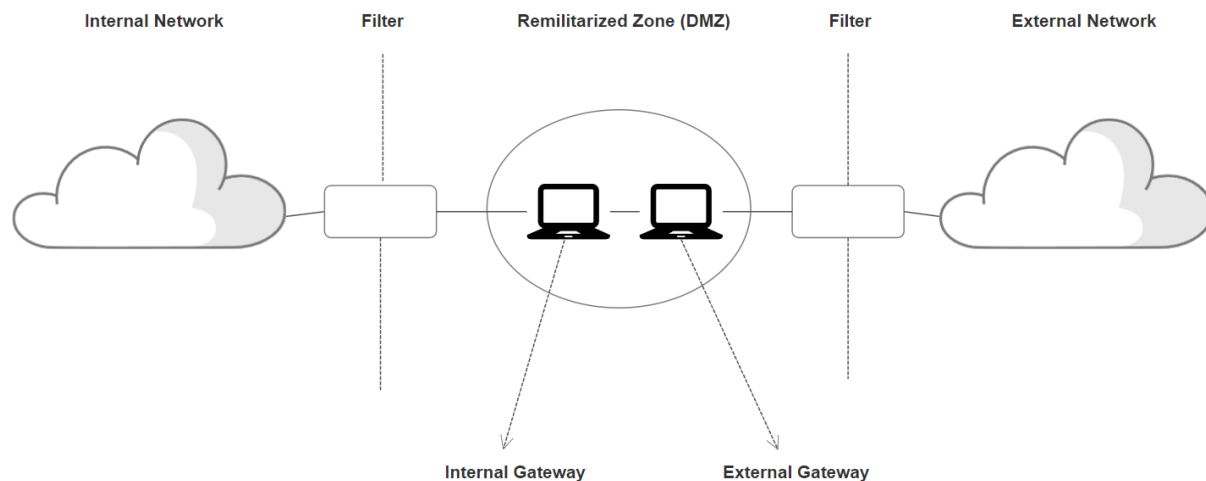 Internal Network
Filter
Remilitarized Zone (DMZ)
Filter
External Network
Internal Gateway
External Gateway